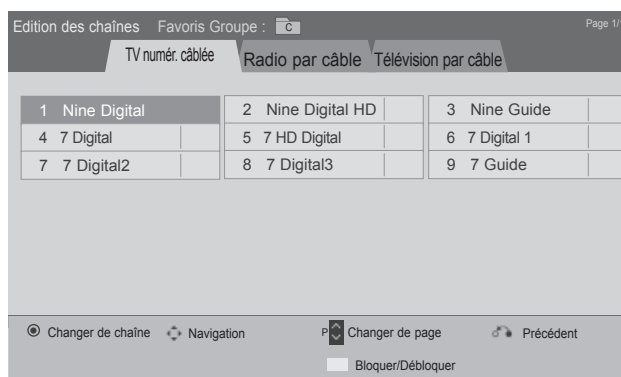 Edition des chaînes Favoris Groupe : C Page 1/
TV numér. câblée Radio par câble Télévision par câble
1 Nine Digital 2 Nine Digital HD 3 Nine Guide
4 7 Digital 5 7 HD Digital 6 7 Digital 1
7 7 Digital2 8 7 Digital3 9 7 Guide
Changer de chaîne Navigation P Changer de page Précédent
Bloquer/Débloquer